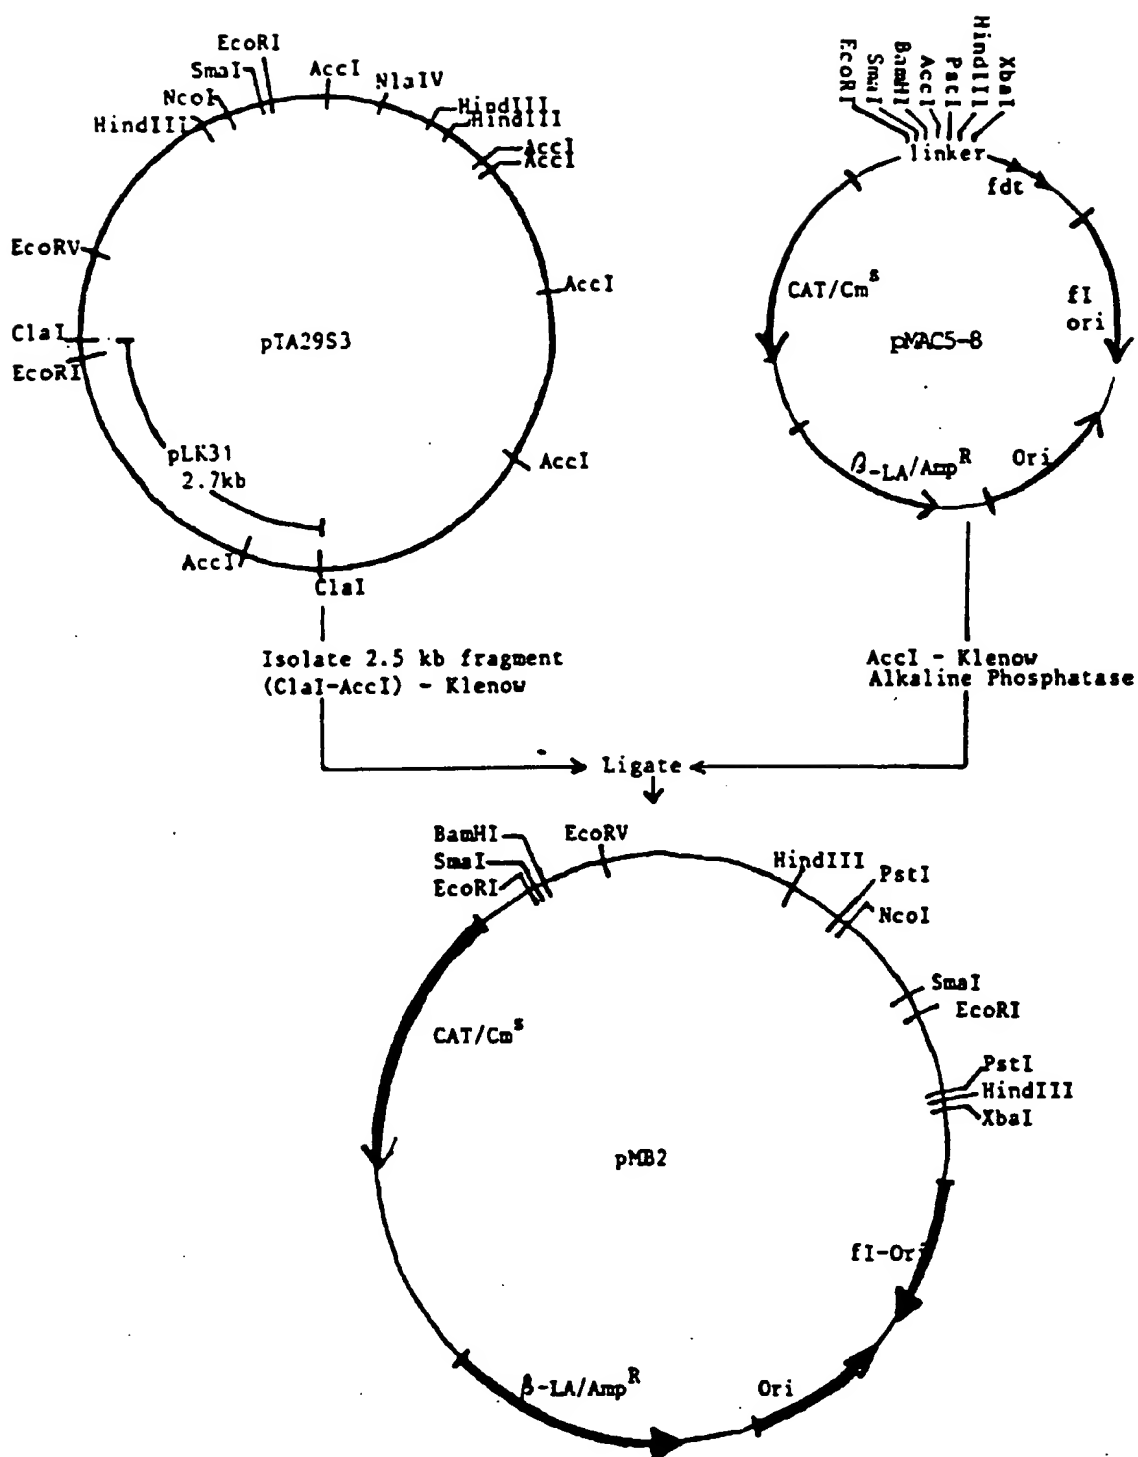 EcoRI
SmaI
AccI
NlaIV
NcoI
HindIII
HindIII
HindIII
AccI
AccI
EcoRV
AccI
ClaI
EcoRI
pTA29S3
pLK31
2.7kb
AccI
AccI
ClaI
EcoRI
SmaI
BamHI
AccI
PstI
HindIII
XbaI
linker
fdt
CAT/Cm^s
fI
ori
pMAC5-8
β-LA/Amp^R
Ori
Isolate 2.5 kb fragment
(ClaI-AccI) - Klenow
AccI - Klenow
Alkaline Phosphatase
Ligate
BamHI
EcoRV
SmaI
EcoRI
HindIII
PstI
NcoI
SmaI
EcoRI
CAT/Cm^s
PstI
HindIII
XbaI
pMB2
fI-Ori
β-LA/Amp^R
Ori